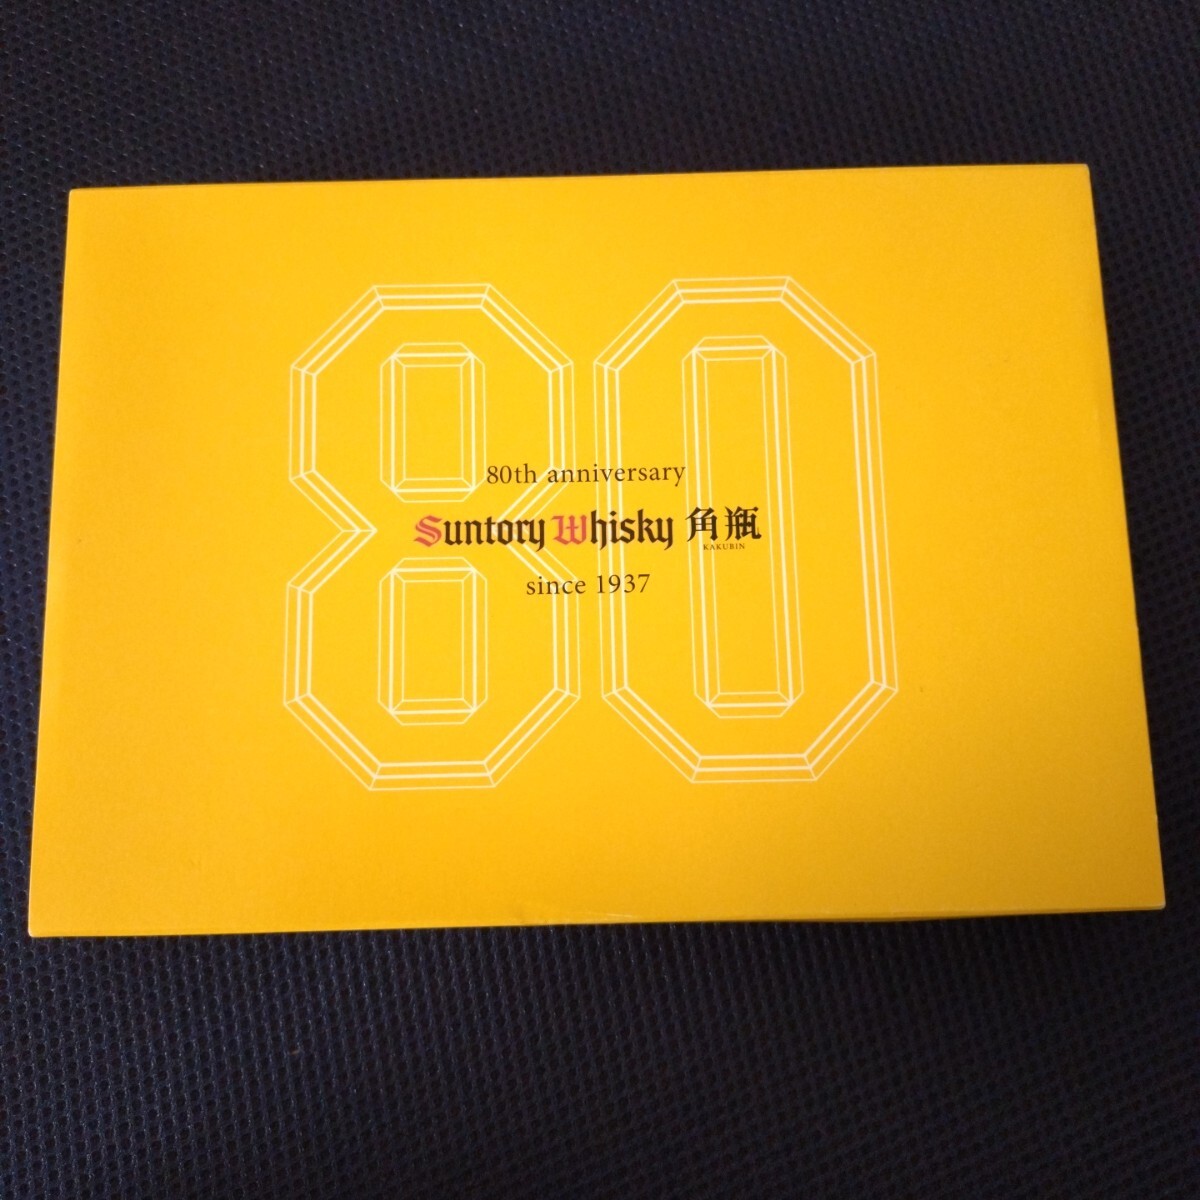 80
80th anniversary
Suntory Whisky 角瓶
KAKUBIN
since 1937